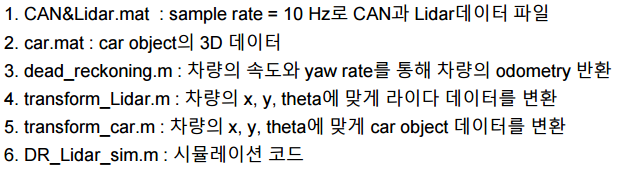 1. CAN&Lidar.mat : sample rate = 10 Hz로 CAN과 Lidar데이터 파일
2. car.mat : car object의 3D 데이터
3. dead_reckoning.m : 차량의 속도와 yaw rate를 통해 차량의 odometry 반환
4. transform_Lidar.m : 차량의 x, y, theta에 맞게 라이다 데이터를 변환
5. transform_car.m : 차량의 x, y, theta에 맞게 car object 데이터를 변환
6. DR_Lidar_sim.m : 시뮬레이션 코드